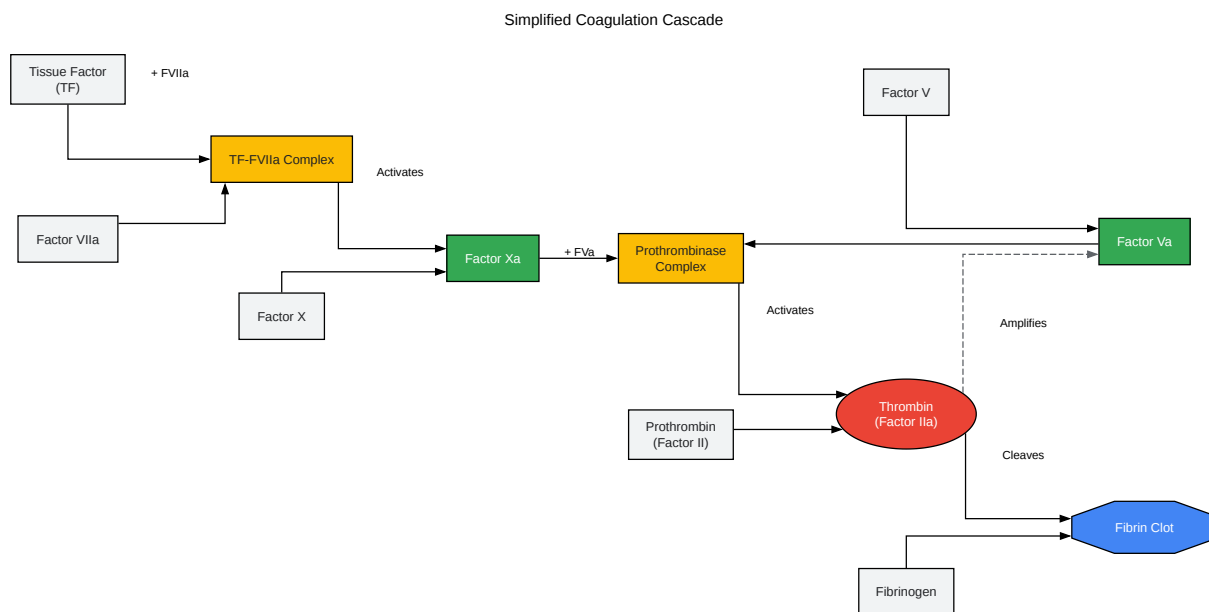 Simplified Coagulation Cascade
Tissue Factor
(TF)
+ FVIIa
Factor V
TF-FVIIa Complex
Activates
Factor VIIa
Factor Xa
+ FVa
Prothrombinase
Complex
Factor Va
Factor X
Activates
Amplifies
Thrombin
(Factor IIa)
Prothrombin
(Factor II)
Cleaves
Fibrin Clot
Fibrinogen